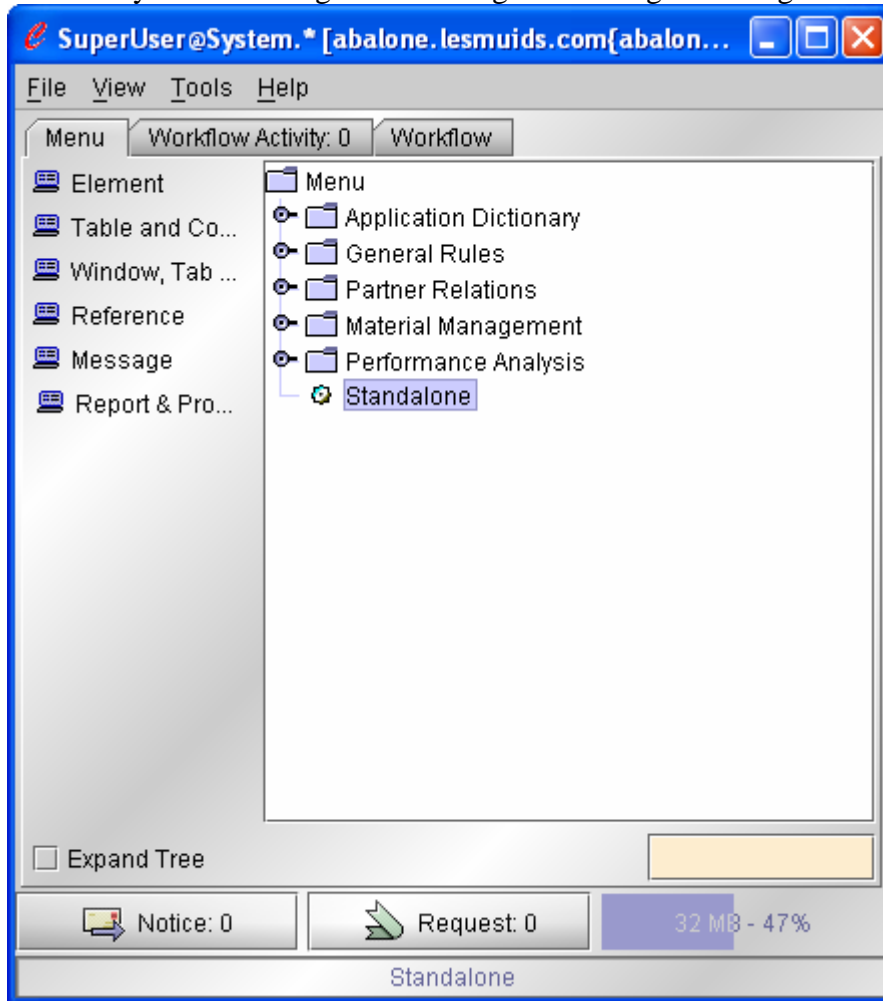 SuperUser@System.* [abalone.lesmuids.com{abalon...
File View Tools Help
Menu Workflow Activity: 0 Workflow
Element
Table and Co...
Window, Tab ...
Reference
Message
Report & Pro...
Menu
Application Dictionary
General Rules
Partner Relations
Material Management
Performance Analysis
Standalone
Expand Tree
Notice: 0 Request: 0 32 MB - 47%
Standalone